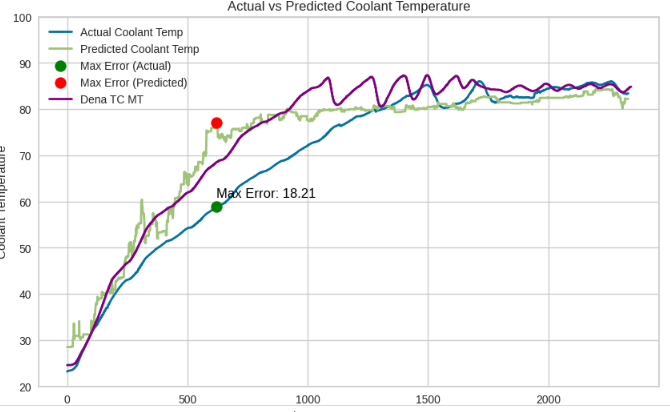 Actual vs Predicted Coolant Temperature
Actual Coolant Temp
Predicted Coolant Temp
Max Error (Actual)
Max Error (Predicted)
Dena TC MT
Max Error: 18.21
Coolant Temperature
100
90
80
70
60
50
40
30
20
0
500
1000
1500
2000